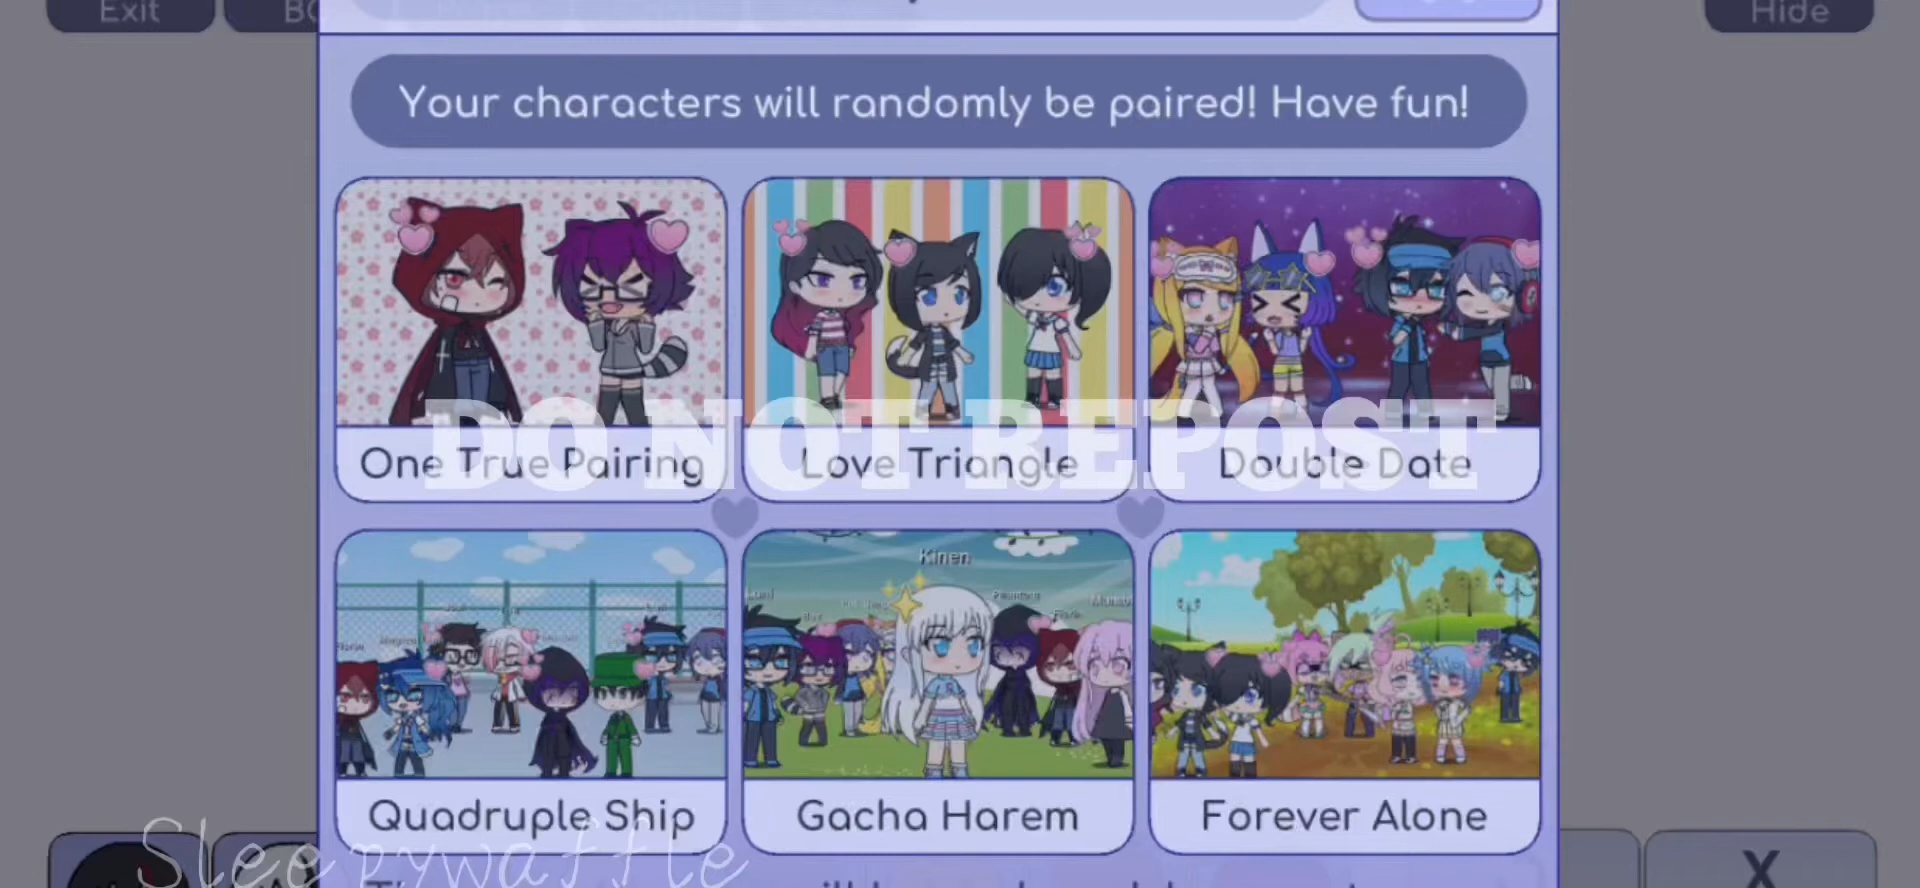 Exit
Hide
Your characters will randomly be paired! Have fun!
DO NOT REPOST
One True Pairing
Love Triangle
Double Date
Kinen
Phantom
Quadruple Ship
Gacha Harem
Forever Alone
Sleepywaffle
X